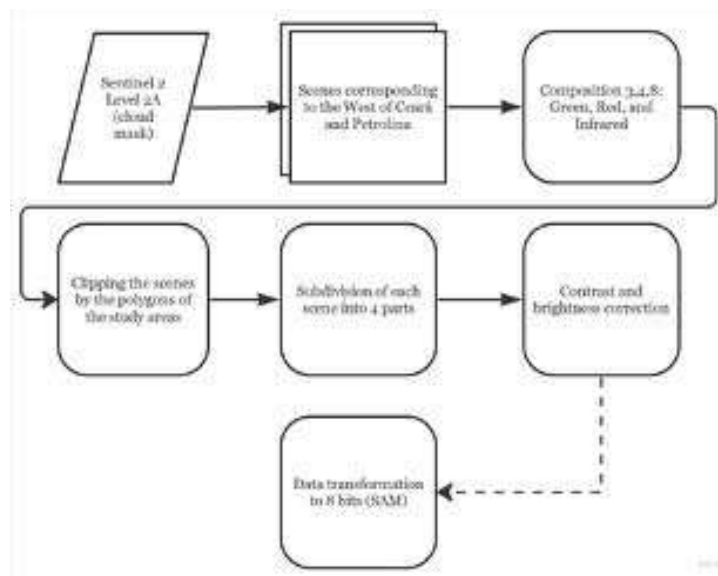 Sentinel 2
Level 2A
(cloud
mask)
Scenes corresponding
to the West of Ceará
and Petrolina
Composition 3,4,8:
Green, Red, and
Infrared
Clipping the scenes
by the polygons of
the study areas
Subdivision of each
scene into 4 parts
Contrast and
brightness correction
Data transformation
to 8 bits (SAM)